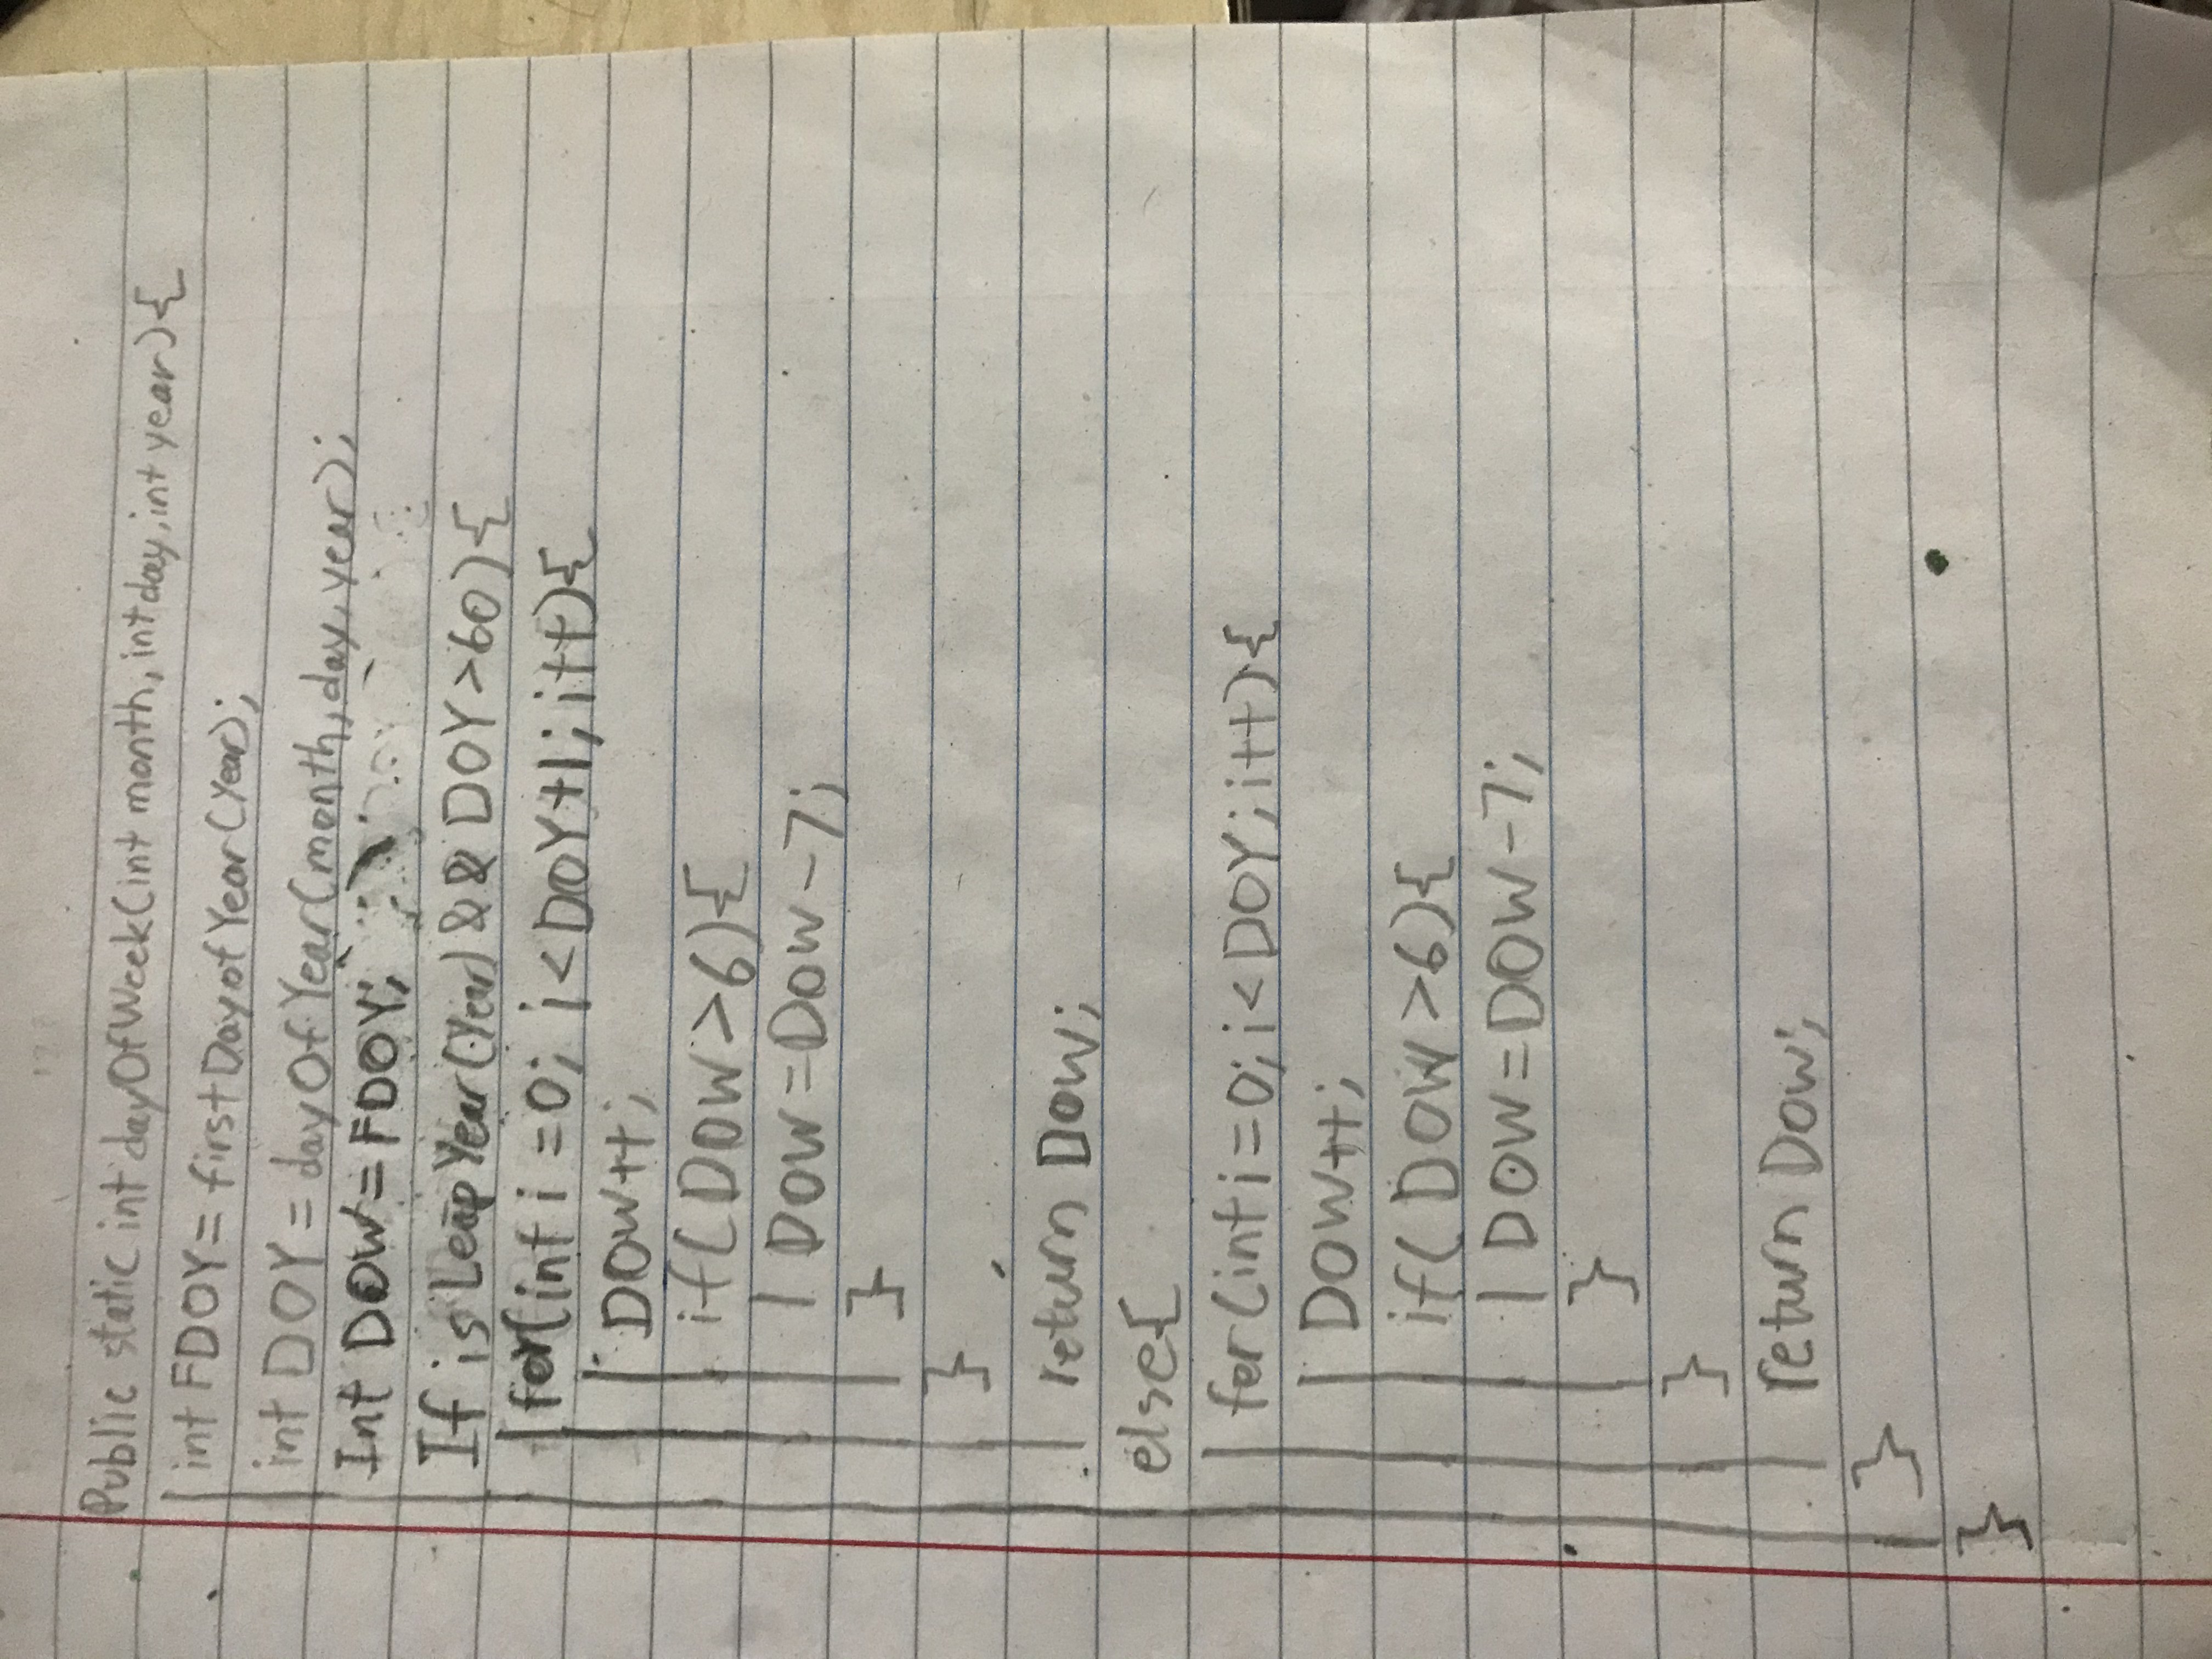 Public static int dayOfWeek(int month, int day, int year){
int FDOY = firstDayofYear(Year);
int DOY = dayOfYear(month, day, year);
Int DOW = FDOY;
If isLeapYear(Year) && DOY >60){
for(int i =0; i<DOY+1; i++){
DOW++;
if(DOW>6){
DOW=DOW-7;
}
}
return DOW;
else{
for(int i=0; i<DOY; i++){
DOW++;
if(DOW>6){
DOW=DOW-7;
}
}
return DOW;
}
}